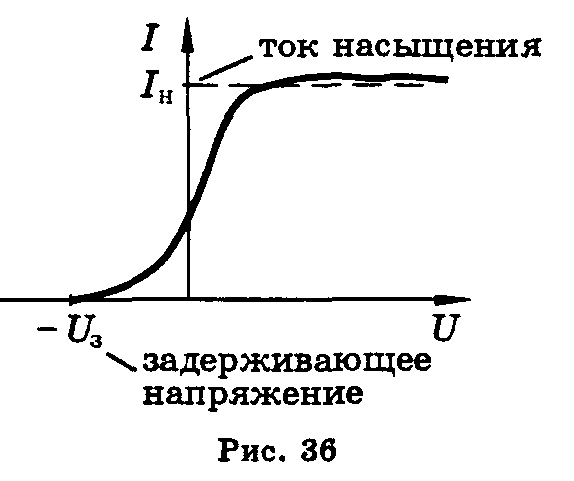 I
ток насыщения
Iн
−Uз
U
задерживающее
напряжение
Рис. 36